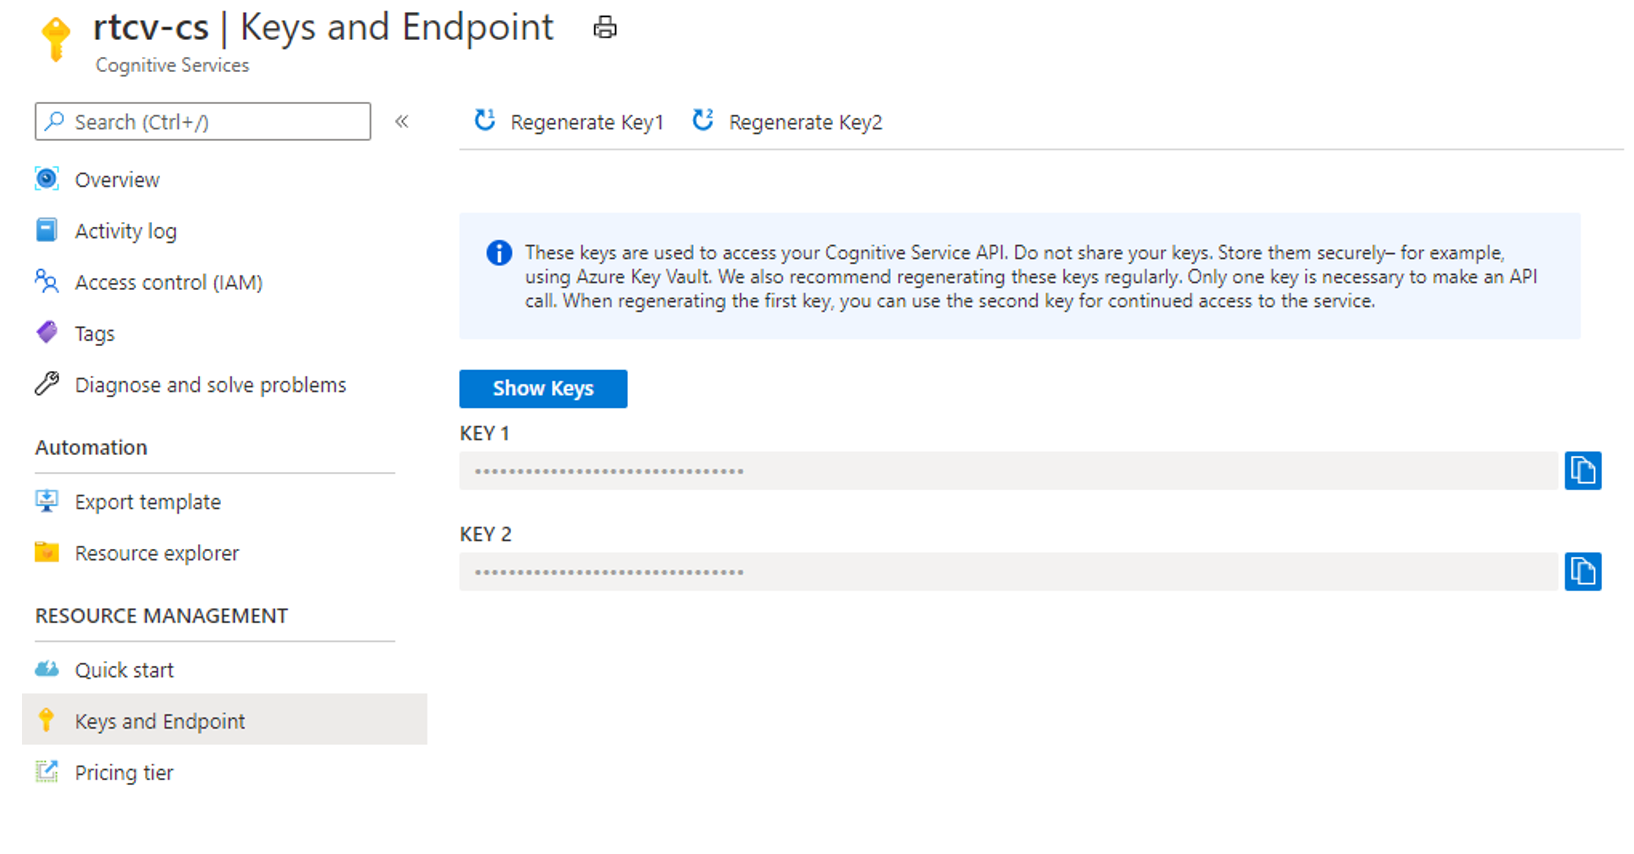 rtcv-cs | Keys and Endpoint
Cognitive Services
Search (Ctrl+/)
«
Regenerate Key1
Regenerate Key2
Overview
Activity log
Access control (IAM)
Tags
Diagnose and solve problems
Automation
Export template
Resource explorer
RESOURCE MANAGEMENT
Quick start
Keys and Endpoint
Pricing tier
These keys are used to access your Cognitive Service API. Do not share your keys. Store them securely– for example,
using Azure Key Vault. We also recommend regenerating these keys regularly. Only one key is necessary to make an API
call. When regenerating the first key, you can use the second key for continued access to the service.
Show Keys
KEY 1
••••••••••••••••••••••••••••••••
KEY 2
••••••••••••••••••••••••••••••••